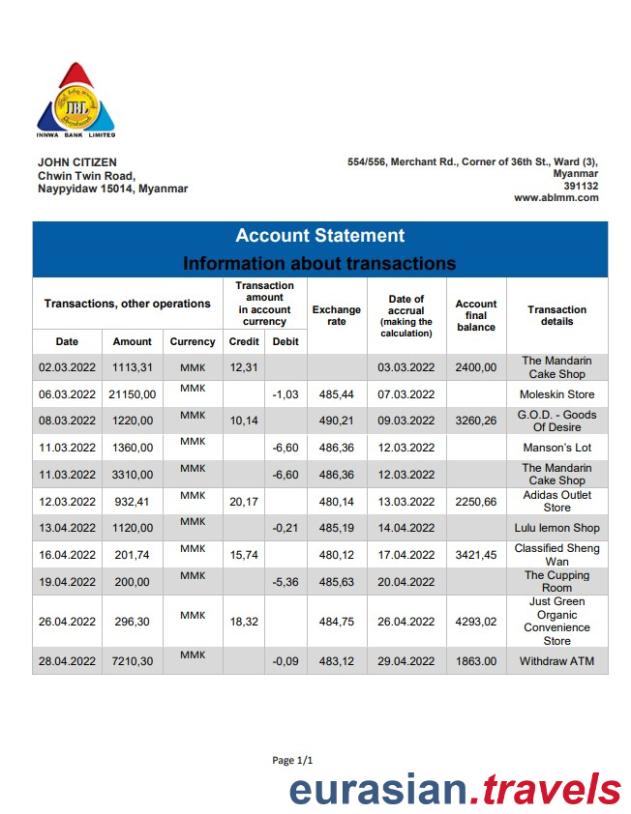 JBL
INNWA BANK LIMITED
JOHN CITIZEN
Chwin Twin Road,
Naypyidaw 15014, Myanmar
554/556, Merchant Rd., Corner of 36th St., Ward (3),
Myanmar
391132
www.ablmm.com
Account Statement
Information about transactions
Transactions, other operations
Transaction
amount
in account
currency
Exchange
rate
Date of
accrual
(making the
calculation)
Account
final
balance
Transaction
details
Date Amount Currency Credit Debit
02.03.2022 1113,31 MMK 12,31 03.03.2022 2400,00 The Mandarin
Cake Shop
06.03.2022 21150,00 MMK -1,03 485,44 07.03.2022 Moleskin Store
08.03.2022 1220,00 MMK 10,14 490,21 09.03.2022 3260,26 G.O.D. - Goods
Of Desire
11.03.2022 1360,00 MMK -6,60 486,36 12.03.2022 Manson's Lot
11.03.2022 3310,00 MMK -6,60 486,36 12.03.2022 The Mandarin
Cake Shop
12.03.2022 932,41 MMK 20,17 480,14 13.03.2022 2250,66 Adidas Outlet
Store
13.04.2022 1120,00 MMK -0,21 485,19 14.04.2022 Lulu lemon Shop
16.04.2022 201,74 MMK 15,74 480,12 17.04.2022 3421,45 Classified Sheng
Wan
19.04.2022 200,00 MMK -5,36 485,63 20.04.2022 The Cupping
Room
26.04.2022 296,30 MMK 18,32 484,75 26.04.2022 4293,02 Just Green
Organic
Convenience
Store
28.04.2022 7210,30 MMK -0,09 483,12 29.04.2022 1863.00 Withdraw ATM
Page 1/1
eurasian.travels